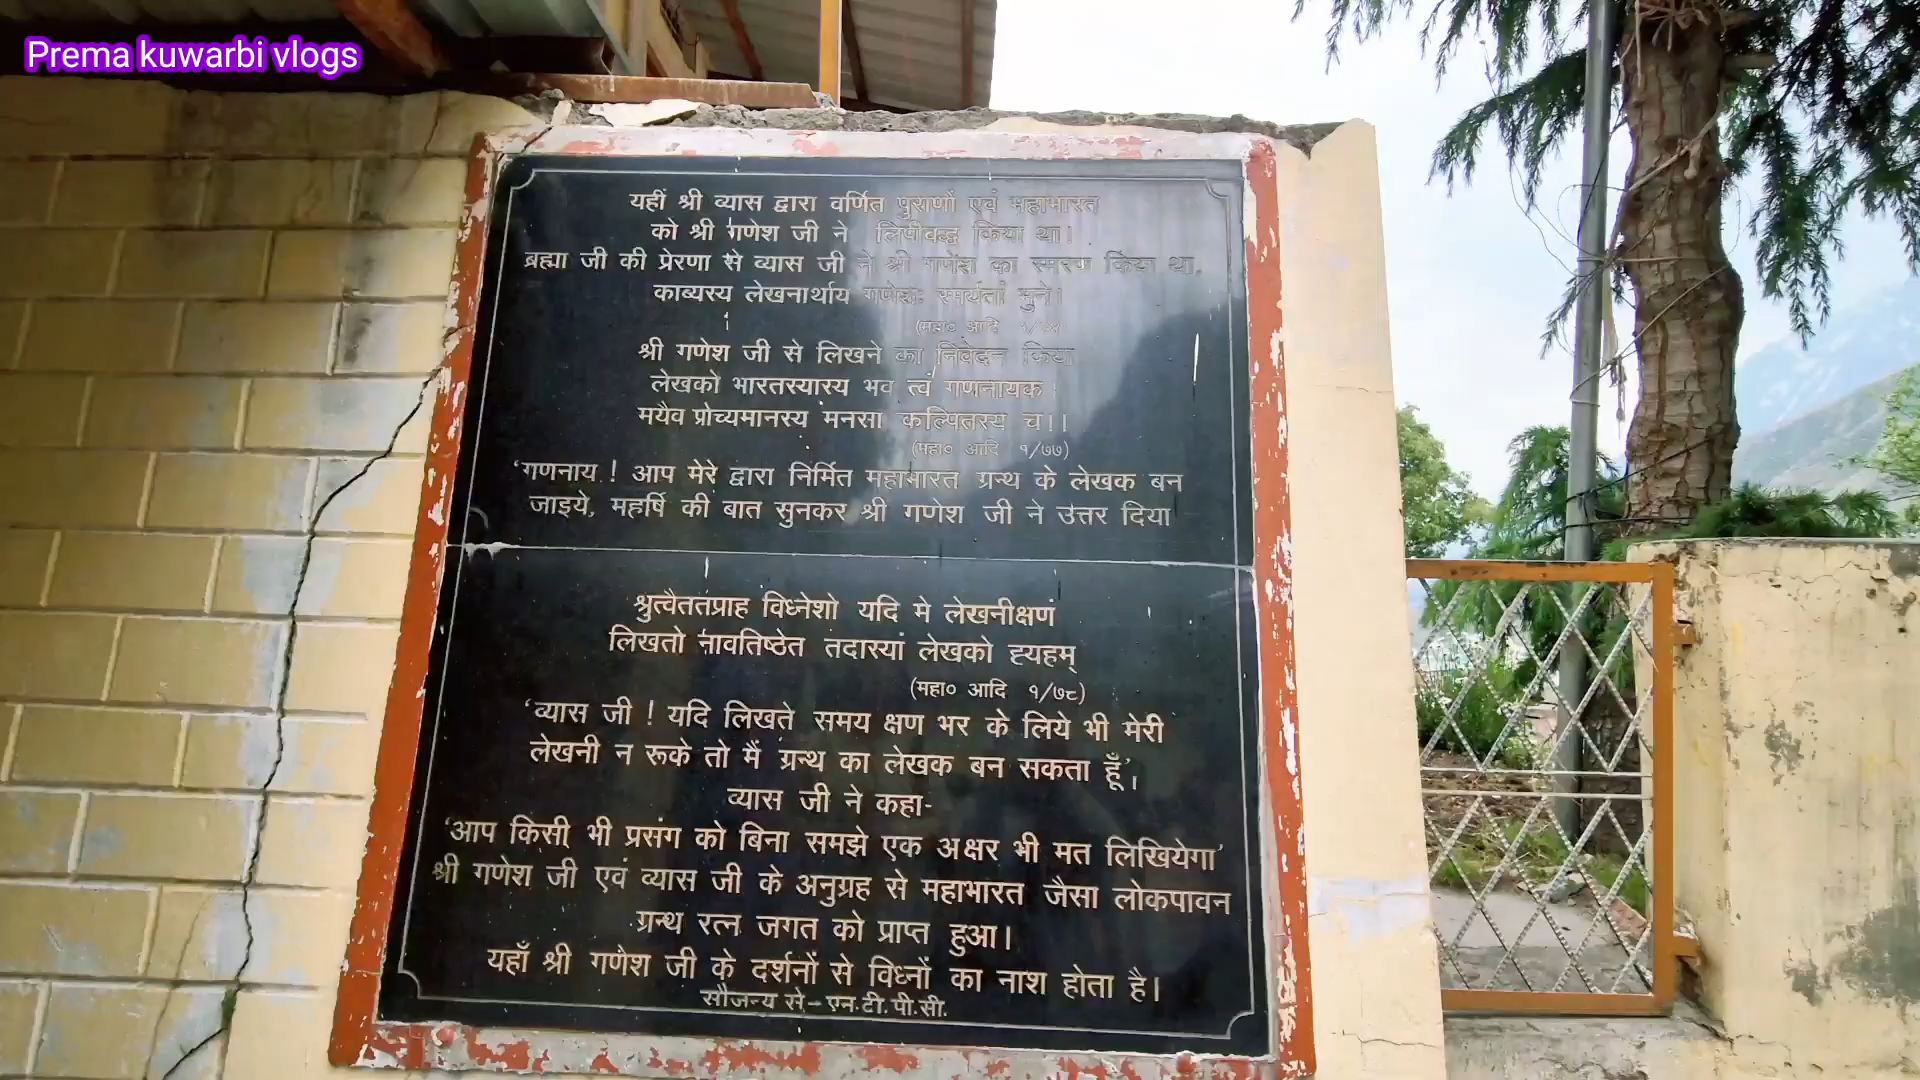 Prema kuwarbi vlogs
यहीं श्री व्यास द्वारा वर्णित पुराणों एवं महाभारत
को श्री गणेश जी ने लिपीबद्ध किया था।
ब्रह्मा जी की प्रेरणा से व्यास जी ने श्री गणेश का स्मरण किया था,
काब्यस्य लेखनार्थाय गणेशः स्मर्यतां मुने।
(महा० आदि
श्री गणेश जी से लिखने का निवेदन किया
लेखको भारतस्यास्य भव त्वं गणनायक।
मयैव प्रोच्यमानस्य मनसा कल्पितस्य च।।
(महा० आदि १/७७)
‘गणनाय ! आप मेरे द्वारा निर्मित महाभारत ग्रन्थ के लेखक बन
जाइये, महर्षि की बात सुनकर श्री गणेश जी ने उत्तर दिया
श्रुत्वैततप्राह विघ्नेशो यदि मे लेखनीक्षणं
लिखतो नावतिष्ठेत तदास्यां लेखको ह्यहम्
(महा० आदि १/७८)
‘व्यास जी ! यदि लिखते समय क्षण भर के लिये भी मेरी
लेखनी न रूके तो मैं ग्रन्थ का लेखक बन सकता हूँ’।
व्यास जी ने कहा-
‘आप किसी भी प्रसंग को बिना समझे एक अक्षर भी मत लिखियेगा’
श्री गणेश जी एवं व्यास जी के अनुग्रह से महाभारत जैसा लोकपावन
ग्रन्थ रत्न जगत को प्राप्त हुआ।
यहाँ श्री गणेश जी के दर्शनों से विघ्नों का नाश होता है।
सौजन्य से - एन.टी.पी.सी.